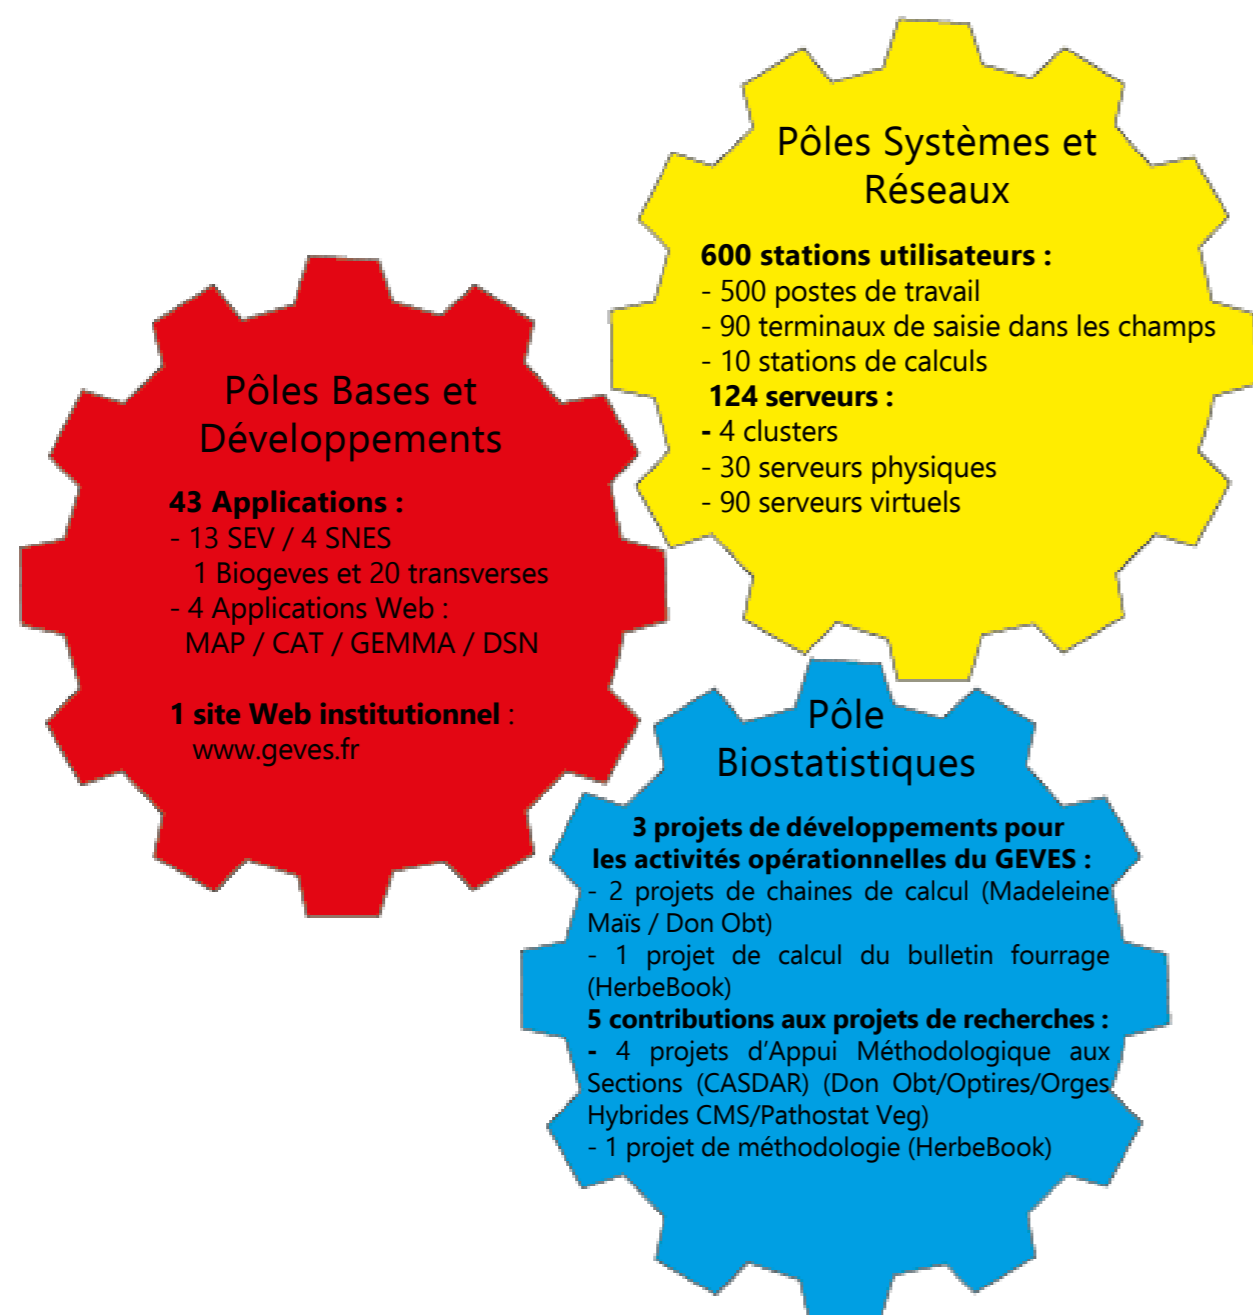 Pôles Systèmes et
Réseaux
600 stations utilisateurs :
- 500 postes de travail
- 90 terminaux de saisie dans les champs
- 10 stations de calculs
124 serveurs :
- 4 clusters
- 30 serveurs physiques
- 90 serveurs virtuels
Pôles Bases et
Développements
43 Applications :
- 13 SEV / 4 SNES
1 Biogeves et 20 transverses
- 4 Applications Web :
MAP / CAT / GEMMA / DSN
1 site Web institutionnel :
www.geves.fr
Pôle
Biostatistiques
3 projets de développements pour
les activités opérationnelles du GEVES :
- 2 projets de chaines de calcul (Madeleine
Maïs / Don Obt)
- 1 projet de calcul du bulletin fourrage
(HerbeBook)
5 contributions aux projets de recherches :
- 4 projets d'Appui Méthodologique aux
Sections (CASDAR) (Don Obt/Optires/Orges
Hybrides CMS/Pathostat Veg)
- 1 projet de méthodologie (HerbeBook)